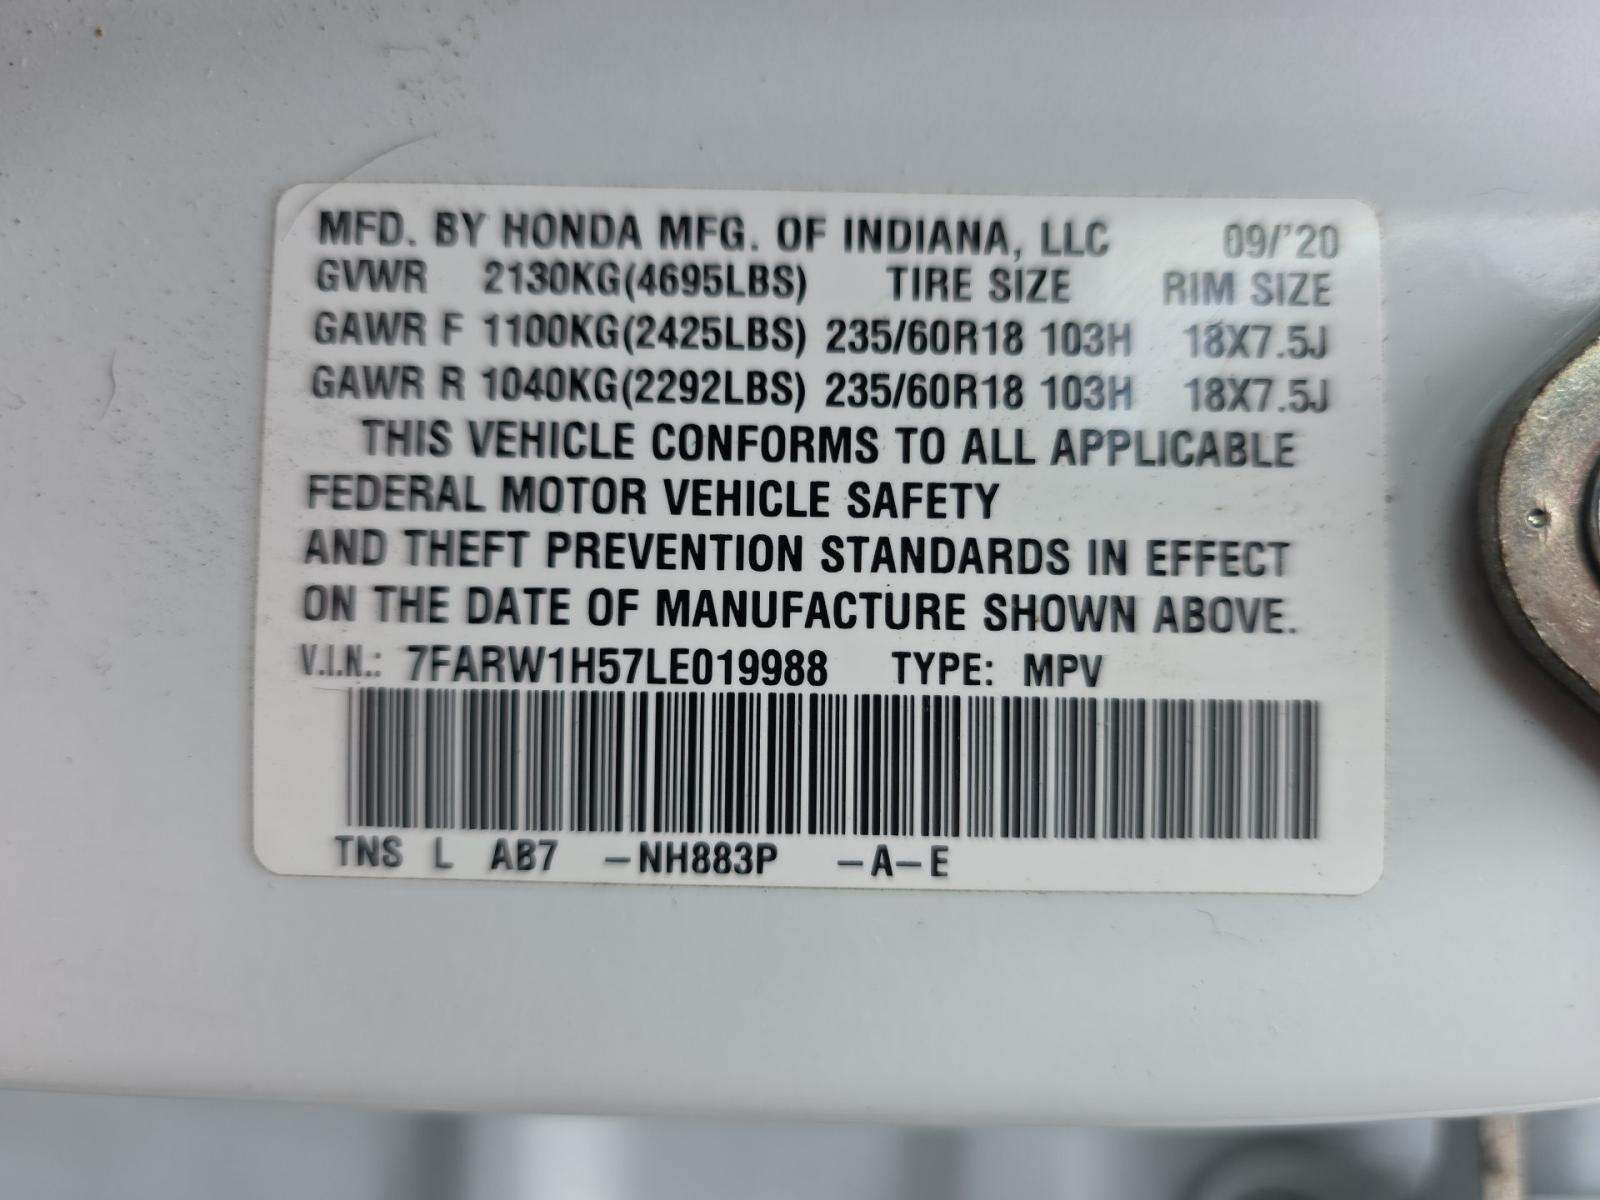 MFD. BY HONDA MFG. OF INDIANA, LLC 09/'20
GVWR 2130KG(4695LBS) TIRE SIZE RIM SIZE
GAWR F 1100KG(2425LBS) 235/60R18 103H 18X7.5J
GAWR R 1040KG(2292LBS) 235/60R18 103H 18X7.5J
THIS VEHICLE CONFORMS TO ALL APPLICABLE
FEDERAL MOTOR VEHICLE SAFETY
AND THEFT PREVENTION STANDARDS IN EFFECT
ON THE DATE OF MANUFACTURE SHOWN ABOVE.
V.I.N.: 7FARW1H57LE019988 TYPE: MPV
TNS L AB7 -NH883P -A-E